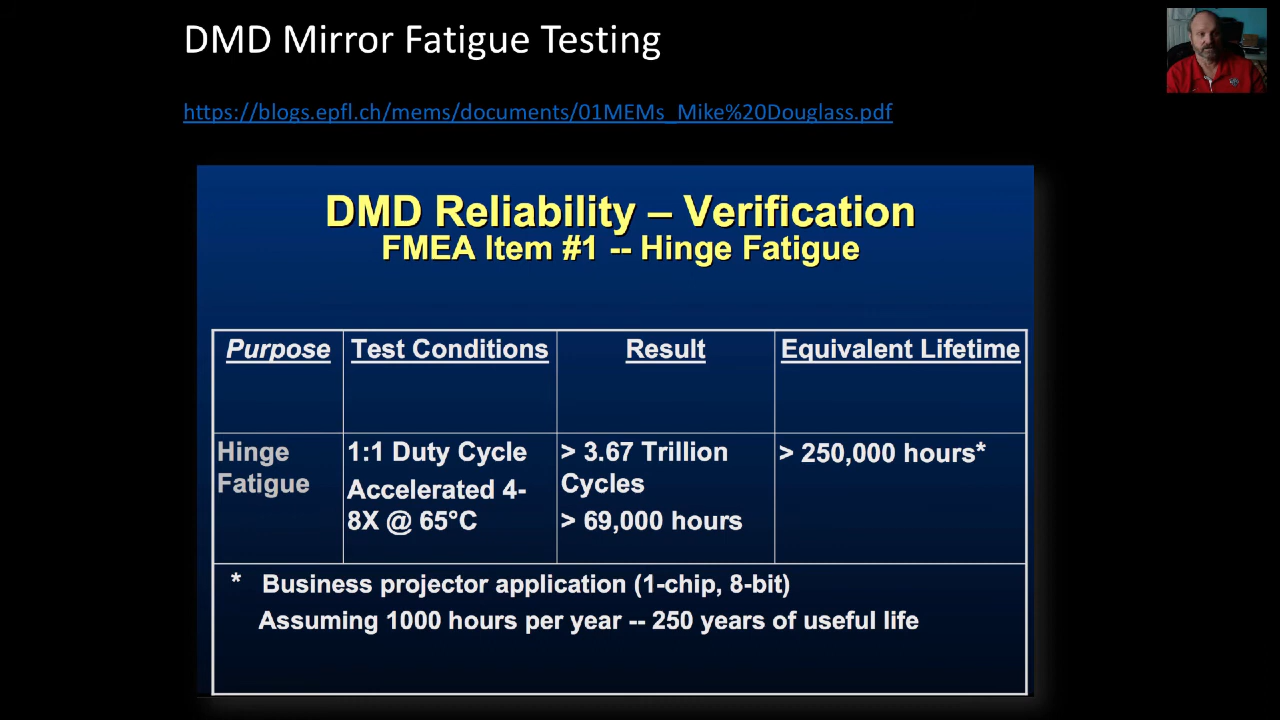 DMD Mirror Fatigue Testing
https://blogs.epfl.ch/mems/documents/01MEMs_Mike%20Douglass.pdf
DMD Reliability – Verification
FMEA Item #1 -- Hinge Fatigue
Purpose
Test Conditions
Result
Equivalent Lifetime
Hinge
Fatigue
1:1 Duty Cycle
Accelerated 4-
8X @ 65°C
> 3.67 Trillion
Cycles
> 69,000 hours
> 250,000 hours*
* Business projector application (1-chip, 8-bit)
Assuming 1000 hours per year -- 250 years of useful life